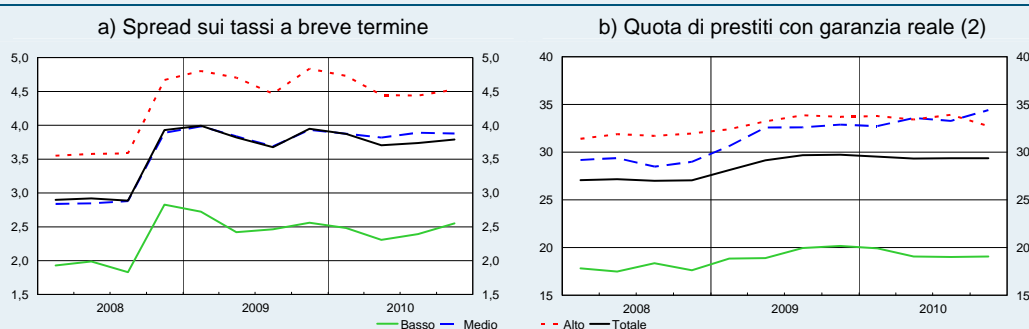 a) Spread sui tassi a breve termine
5,0 5,0
4,5 4,5
4,0 4,0
3,5 3,5
3,0 3,0
2,5 2,5
2,0 2,0
1,5 1,5
2008 2009 2010
b) Quota di prestiti con garanzia reale (2)
40 40
35 35
30 30
25 25
20 20
15 15
2008 2009 2010
Basso Medio Alto Totale